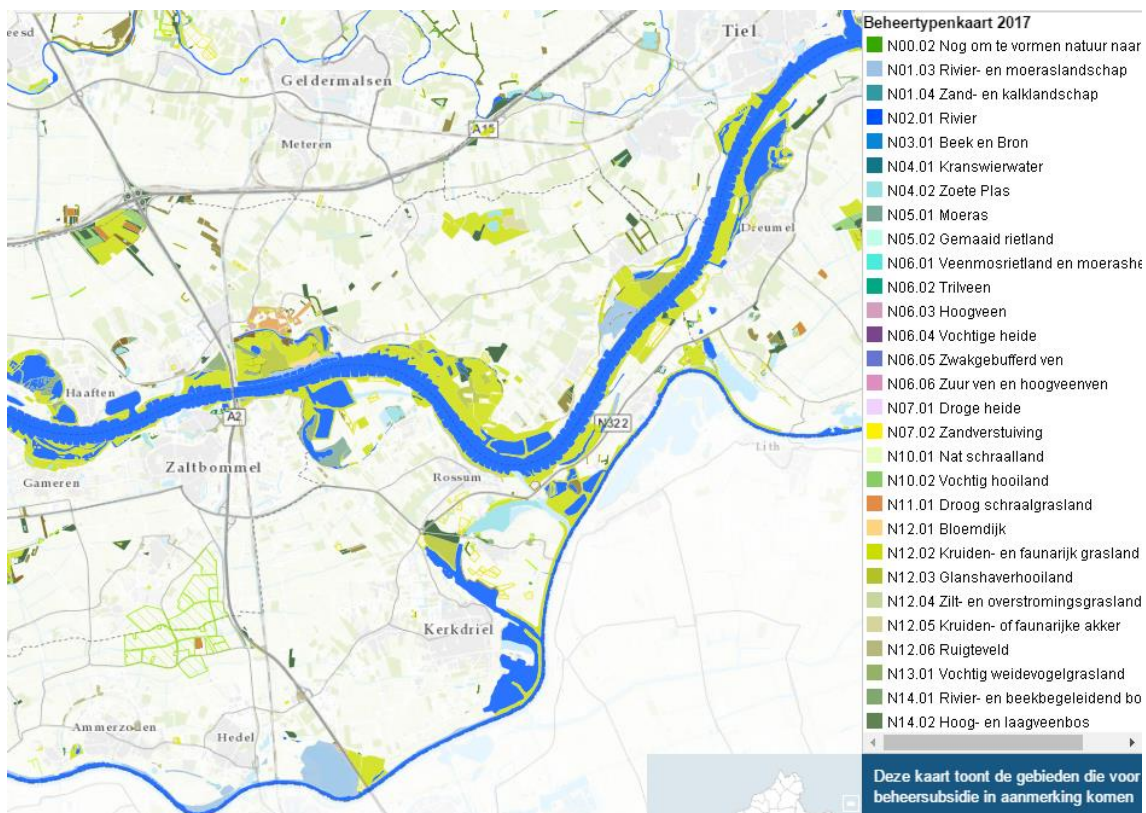 Beheertypenkaart 2017
N00.02 Nog om te vormen natuur naar
N01.03 Rivier- en moeraslandschap
N01.04 Zand- en kalklandschap
N02.01 Rivier
N03.01 Beek en Bron
N04.01 Kranswierwater
N04.02 Zoete Plas
N05.01 Moeras
N05.02 Gemaaid rietland
N06.01 Veenmosrietland en moerashe
N06.02 Trilveen
N06.03 Hoogveen
N06.04 Vochtige heide
N06.05 Zwakgebufferd ven
N06.06 Zuur ven en hoogveenven
N07.01 Droge heide
N07.02 Zandverstuiving
N10.01 Nat schraalland
N10.02 Vochtig hooiland
N11.01 Droog schraalgrasland
N12.01 Bloemdijk
N12.02 Kruiden- en faunarijk grasland
N12.03 Glanshaverhooiland
N12.04 Zilt- en overstromingsgrasland
N12.05 Kruiden- of faunarijke akker
N12.06 Ruigteveld
N13.01 Vochtig weidevogelgrasland
N14.01 Rivier- en beekbegeleidend bo
N14.02 Hoog- en laagveenbos
Deze kaart toont de gebieden die voor
beheersubsidie in aanmerking komen
eesd
Tiel
Geldermalsen
A15
Meteren
Dreumel
Haaften
A2
N322
Lith
Zaltbommel
Rossum
Gameren
Kerkdriel
Ammerzoden
Hedel